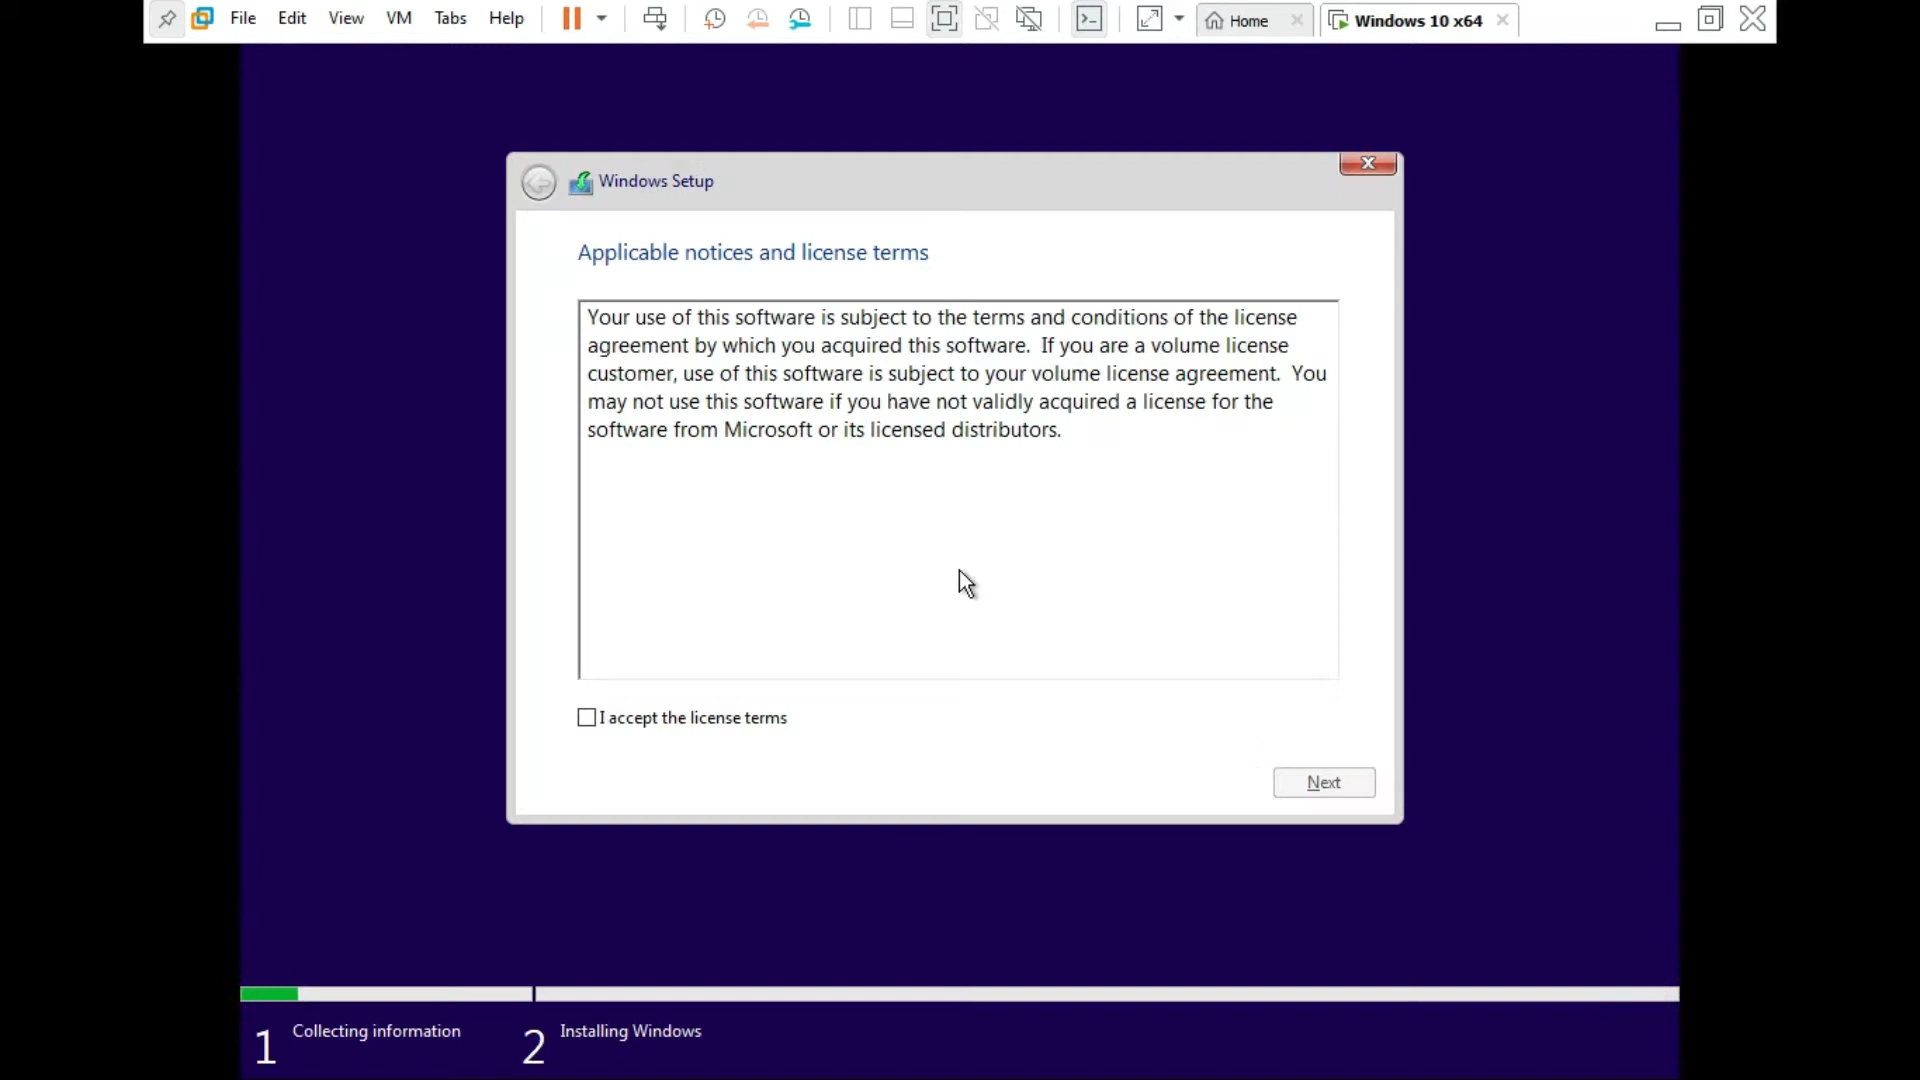 File Edit View VM Tabs Help Home Windows 10 x64
Windows Setup
Applicable notices and license terms
Your use of this software is subject to the terms and conditions of the license
agreement by which you acquired this software.  If you are a volume license
customer, use of this software is subject to your volume license agreement.  You
may not use this software if you have not validly acquired a license for the
software from Microsoft or its licensed distributors.
I accept the license terms
Next
1 Collecting information 2 Installing Windows